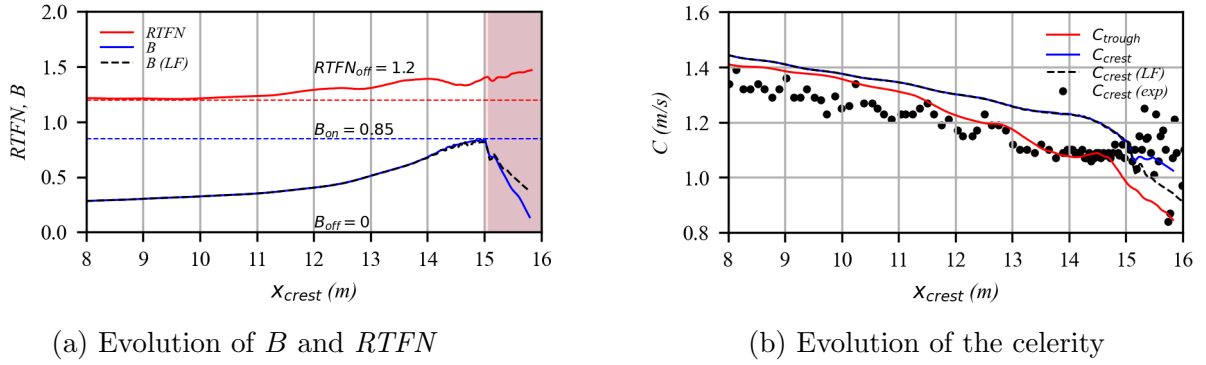 2.0
1.5
1.0
0.5
0.0
RTFN, B
RTFN
B
B (LF)
RTFN_off = 1.2
B_on = 0.85
B_off = 0
8 9 10 11 12 13 14 15 16
x_crest (m)
(a) Evolution of B and RTFN
1.6
1.4
1.2
1.0
0.8
C (m/s)
C_trough
C_crest
C_crest (LF)
C_crest (exp)
8 9 10 11 12 13 14 15 16
x_crest (m)
(b) Evolution of the celerity